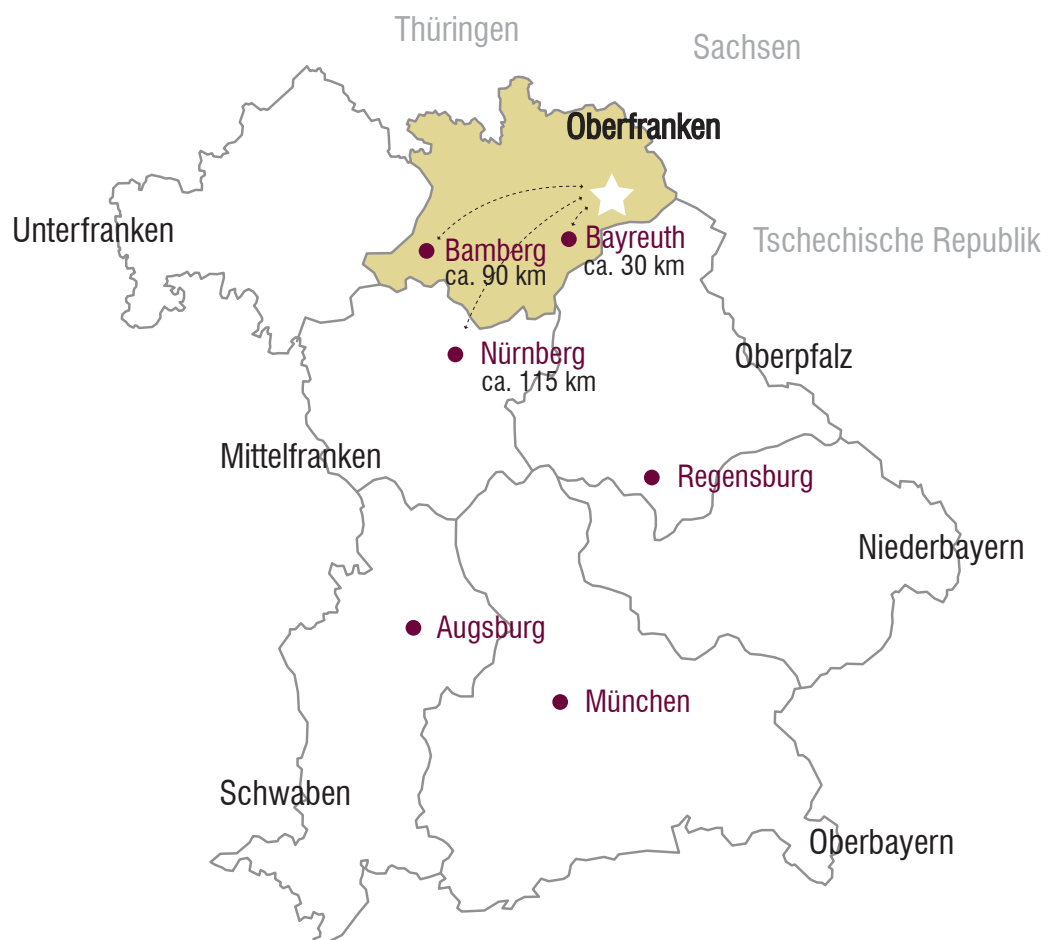 Thüringen
Sachsen
Oberfranken
Unterfranken
Bayreuth
ca. 30 km
Tschechische Republik
Bamberg
ca. 90 km
Nürnberg
ca. 115 km
Oberpfalz
Mittelfranken
Regensburg
Niederbayern
Augsburg
München
Schwaben
Oberbayern